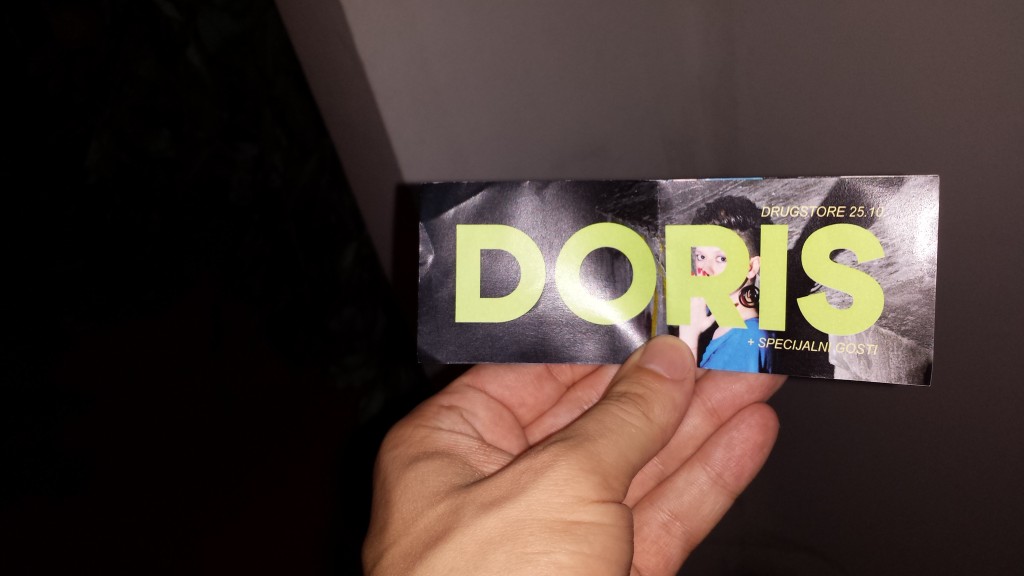 DRUGSTORE 25.10.
DORIS
+ SPECIJALNI GOSTI